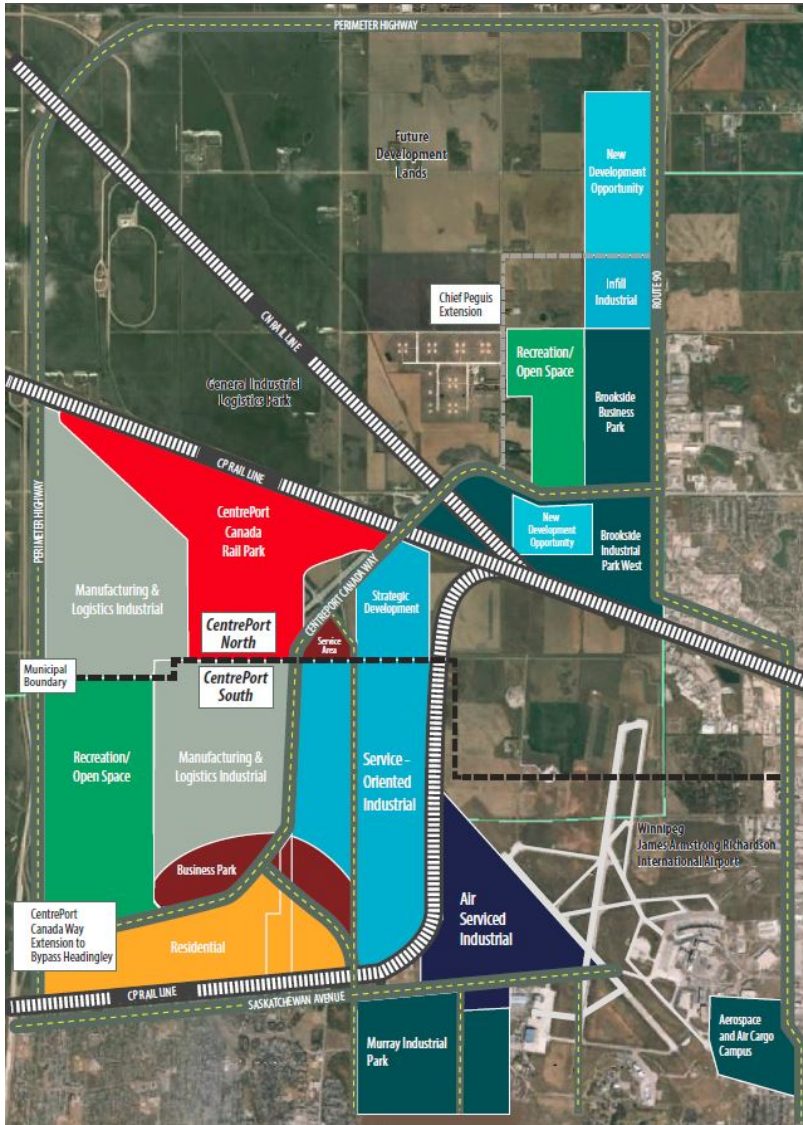 PERIMETER HIGHWAY
Future
Development
Lands
New
Development
Opportunity
CN RAIL LINE
Chief Peguis
Extension
Infill
Industrial
ROUTE 90
Recreation/
Open Space
Brookside
Business
Park
General Industrial
Logistics Park
CP RAIL LINE
PERIMETER HIGHWAY
CentrePort
Canada
Rail Park
New
Development
Opportunity
Brookside
Industrial
Park West
Manufacturing &
Logistics Industrial
CENTREPORT CANADA WAY
Strategic
Development
CentrePort
North
Service
Area
Municipal
Boundary
CentrePort
South
Recreation/
Open Space
Manufacturing &
Logistics Industrial
Service –
Oriented
Industrial
Winnipeg
James Armstrong Richardson
International Airport
Business Park
CentrePort
Canada Way
Extension to
Bypass Headingley
Residential
Air
Serviced
Industrial
CP RAIL LINE
SASKATCHEWAN AVENUE
Murray Industrial
Park
Aerospace
and Air Cargo
Campus